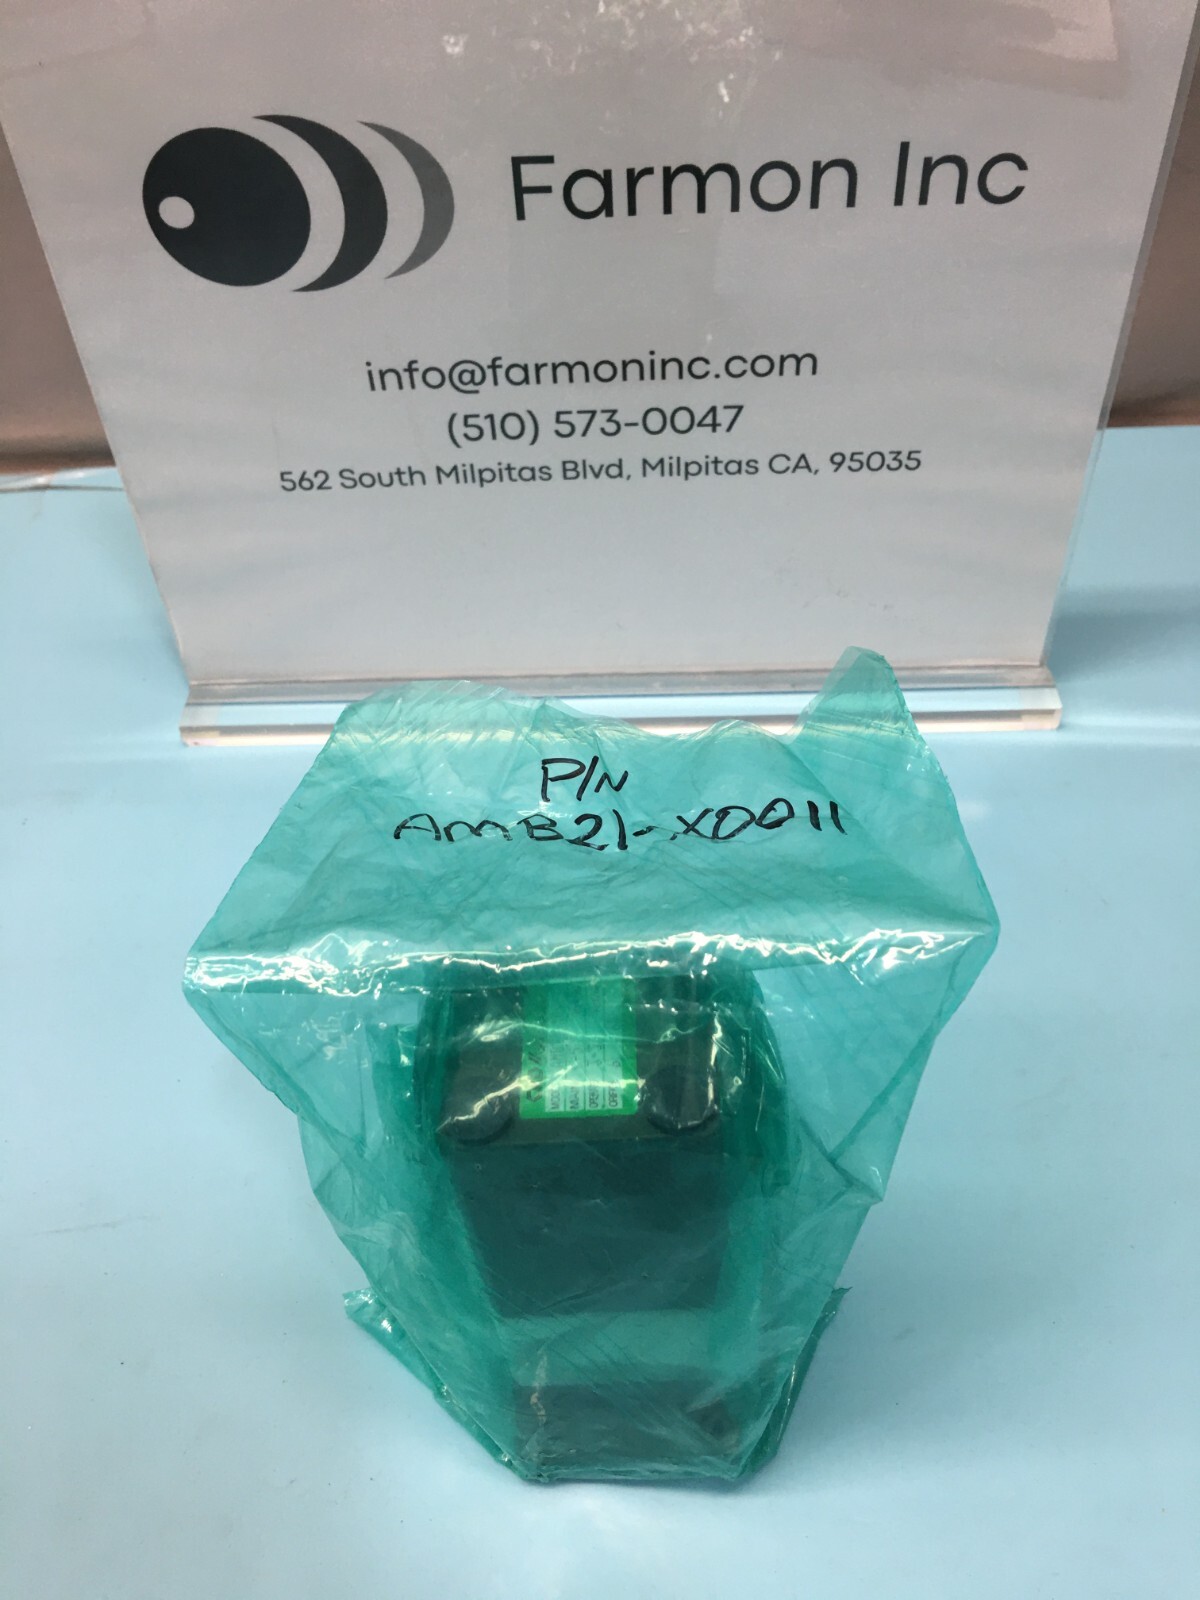 Farmon Inc
info@farmoninc.com
(510) 573-0047
562 South Milpitas Blvd, Milpitas CA, 95035
P/N
AMB21-X0011